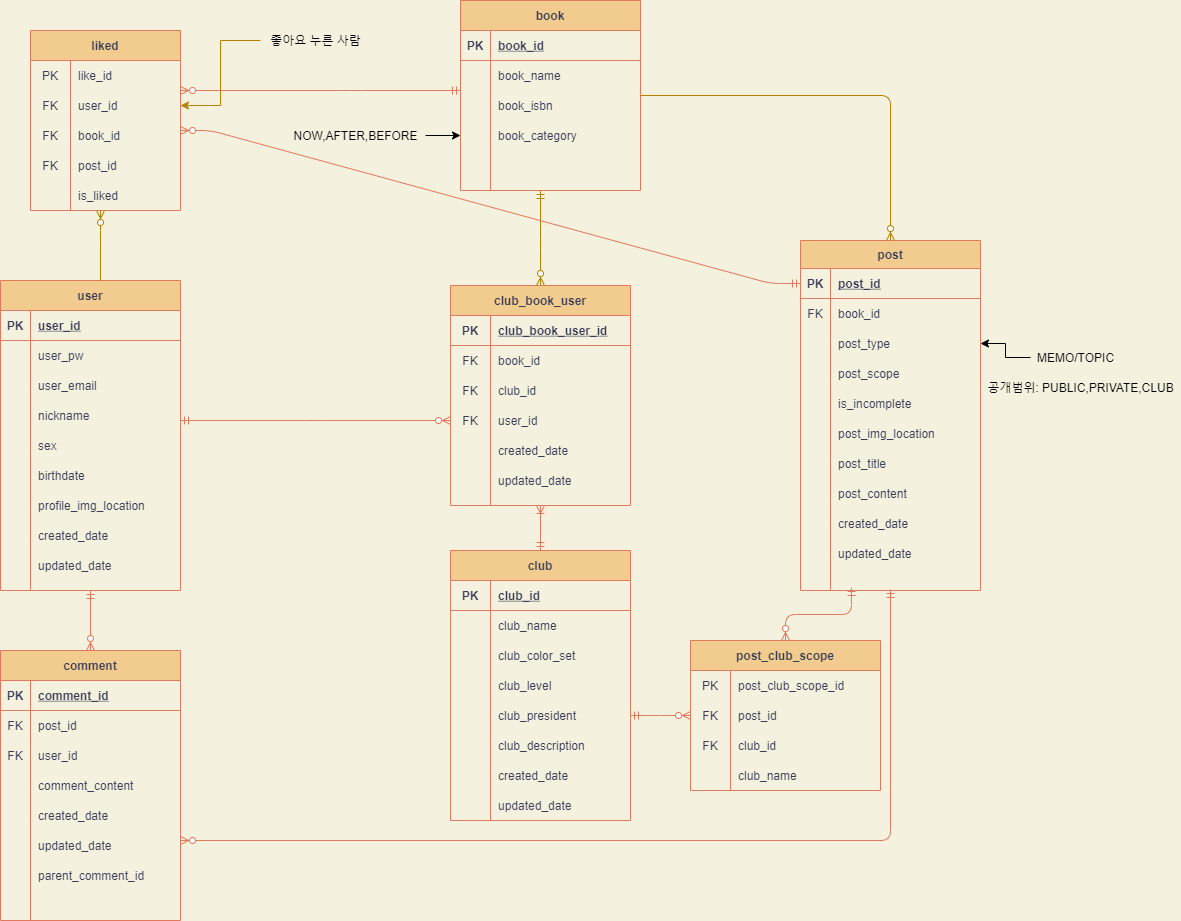 liked
PK like_id
FK user_id
FK book_id
FK post_id
is_liked
좋아요 누른 사람
book
PK book_id
book_name
book_isbn
book_category
NOW,AFTER,BEFORE
user
PK user_id
user_pw
user_email
nickname
sex
birthdate
profile_img_location
created_date
updated_date
club_book_user
PK club_book_user_id
FK book_id
FK club_id
FK user_id
created_date
updated_date
post
PK post_id
FK book_id
post_type
post_scope
is_incomplete
post_img_location
post_title
post_content
created_date
updated_date
MEMO/TOPIC
공개범위: PUBLIC,PRIVATE,CLUB
comment
PK comment_id
FK post_id
FK user_id
comment_content
created_date
updated_date
parent_comment_id
club
PK club_id
club_name
club_color_set
club_level
club_president
club_description
created_date
updated_date
post_club_scope
PK post_club_scope_id
FK post_id
FK club_id
club_name